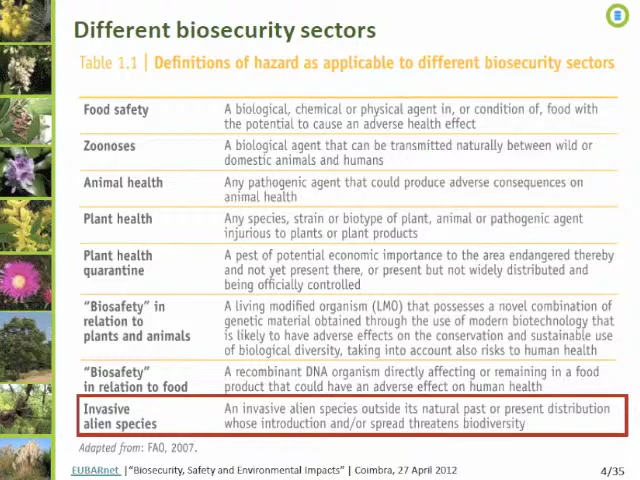 Different biosecurity sectors
Table 1.1 | Definitions of hazard as applicable to different biosecurity sectors
Food safety
A biological, chemical or physical agent in, or condition of, food with
the potential to cause an adverse health effect
Zoonoses
A biological agent that can be transmitted naturally between wild or
domestic animals and humans
Animal health
Any pathogenic agent that could produce adverse consequences on
animal health
Plant health
Any species, strain or biotype of plant, animal or pathogenic agent
injurious to plants or plant products
Plant health
quarantine
A pest of potential economic importance to the area endangered thereby
and not yet present there, or present but not widely distributed and
being officially controlled
"Biosafety" in
relation to
plants and animals
A living modified organism (LMO) that possesses a novel combination of
genetic material obtained through the use of modern biotechnology that
is likely to have adverse effects on the conservation and sustainable use
of biological diversity, taking into account also risks to human health
"Biosafety"
in relation to food
A recombinant DNA organism directly affecting or remaining in a food
product that could have an adverse effect on human health
Invasive
alien species
An invasive alien species outside its natural past or present distribution
whose introduction and/or spread threatens biodiversity
Adapted from: FAO, 2007.
EUBARnet | "Biosecurity, Safety and Environmental Impacts" | Coimbra, 27 April 2012
4/35